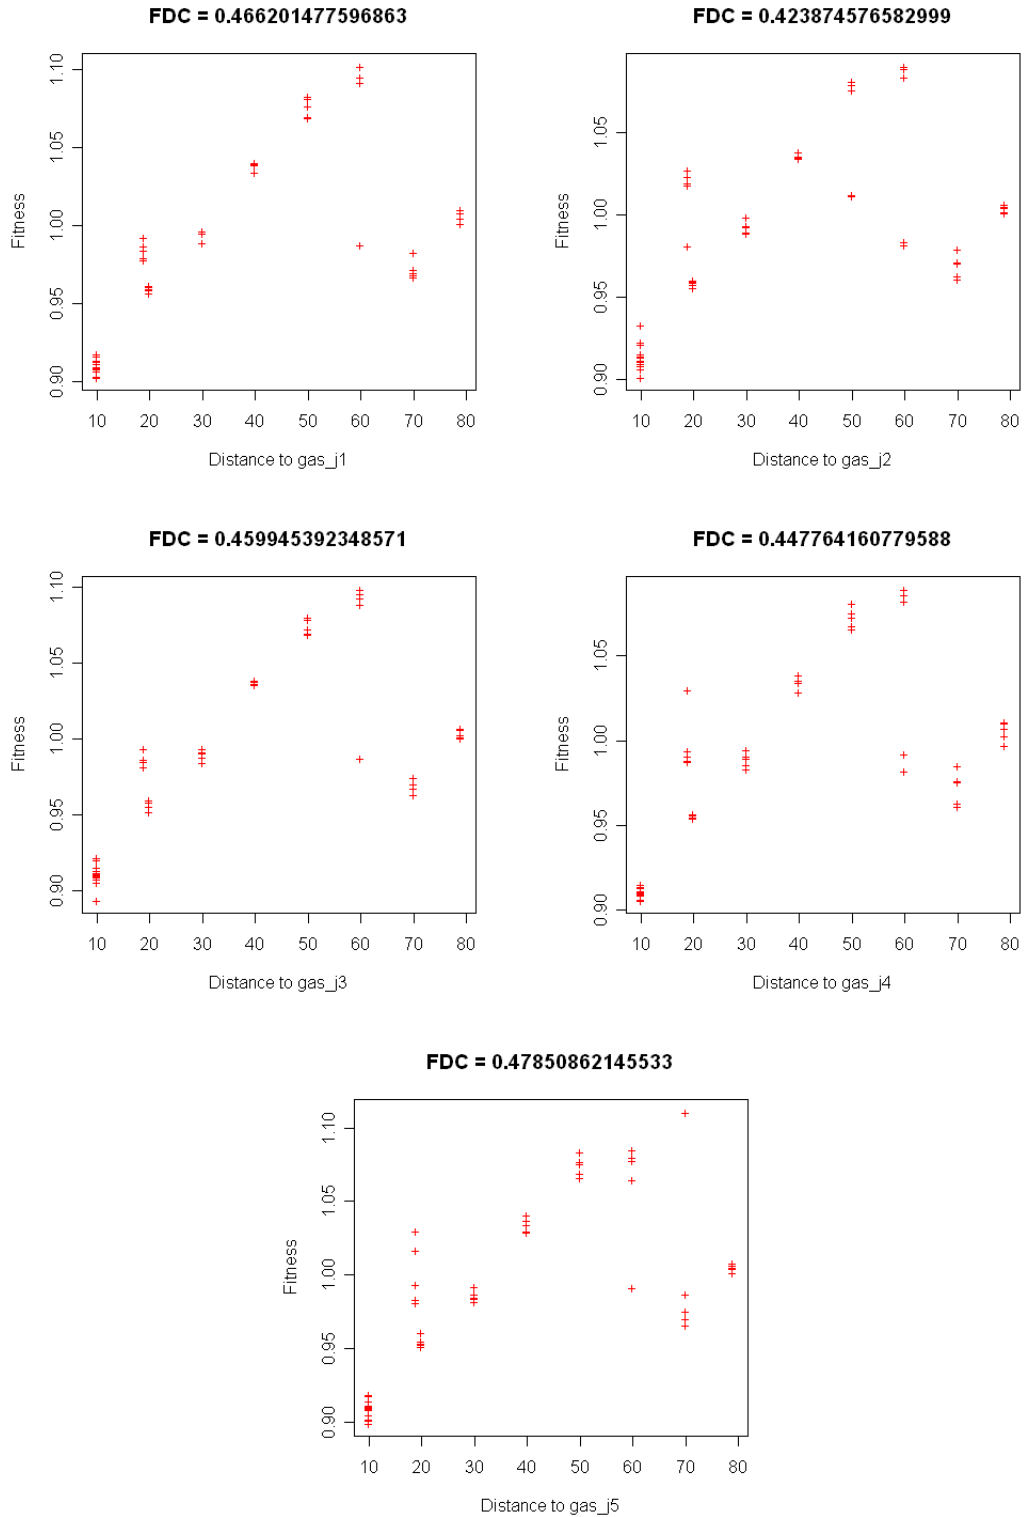 FDC = 0.466201477596863
Fitness
1.10
1.05
1.00
0.95
0.90
10 20 30 40 50 60 70 80
Distance to gas_j1
FDC = 0.423874576582999
Fitness
1.05
1.00
0.95
0.90
10 20 30 40 50 60 70 80
Distance to gas_j2
FDC = 0.459945392348571
Fitness
1.10
1.05
1.00
0.95
0.90
10 20 30 40 50 60 70 80
Distance to gas_j3
FDC = 0.447764160779588
Fitness
1.05
1.00
0.95
0.90
10 20 30 40 50 60 70 80
Distance to gas_j4
FDC = 0.47850862145533
Fitness
1.10
1.05
1.00
0.95
0.90
10 20 30 40 50 60 70 80
Distance to gas_j5